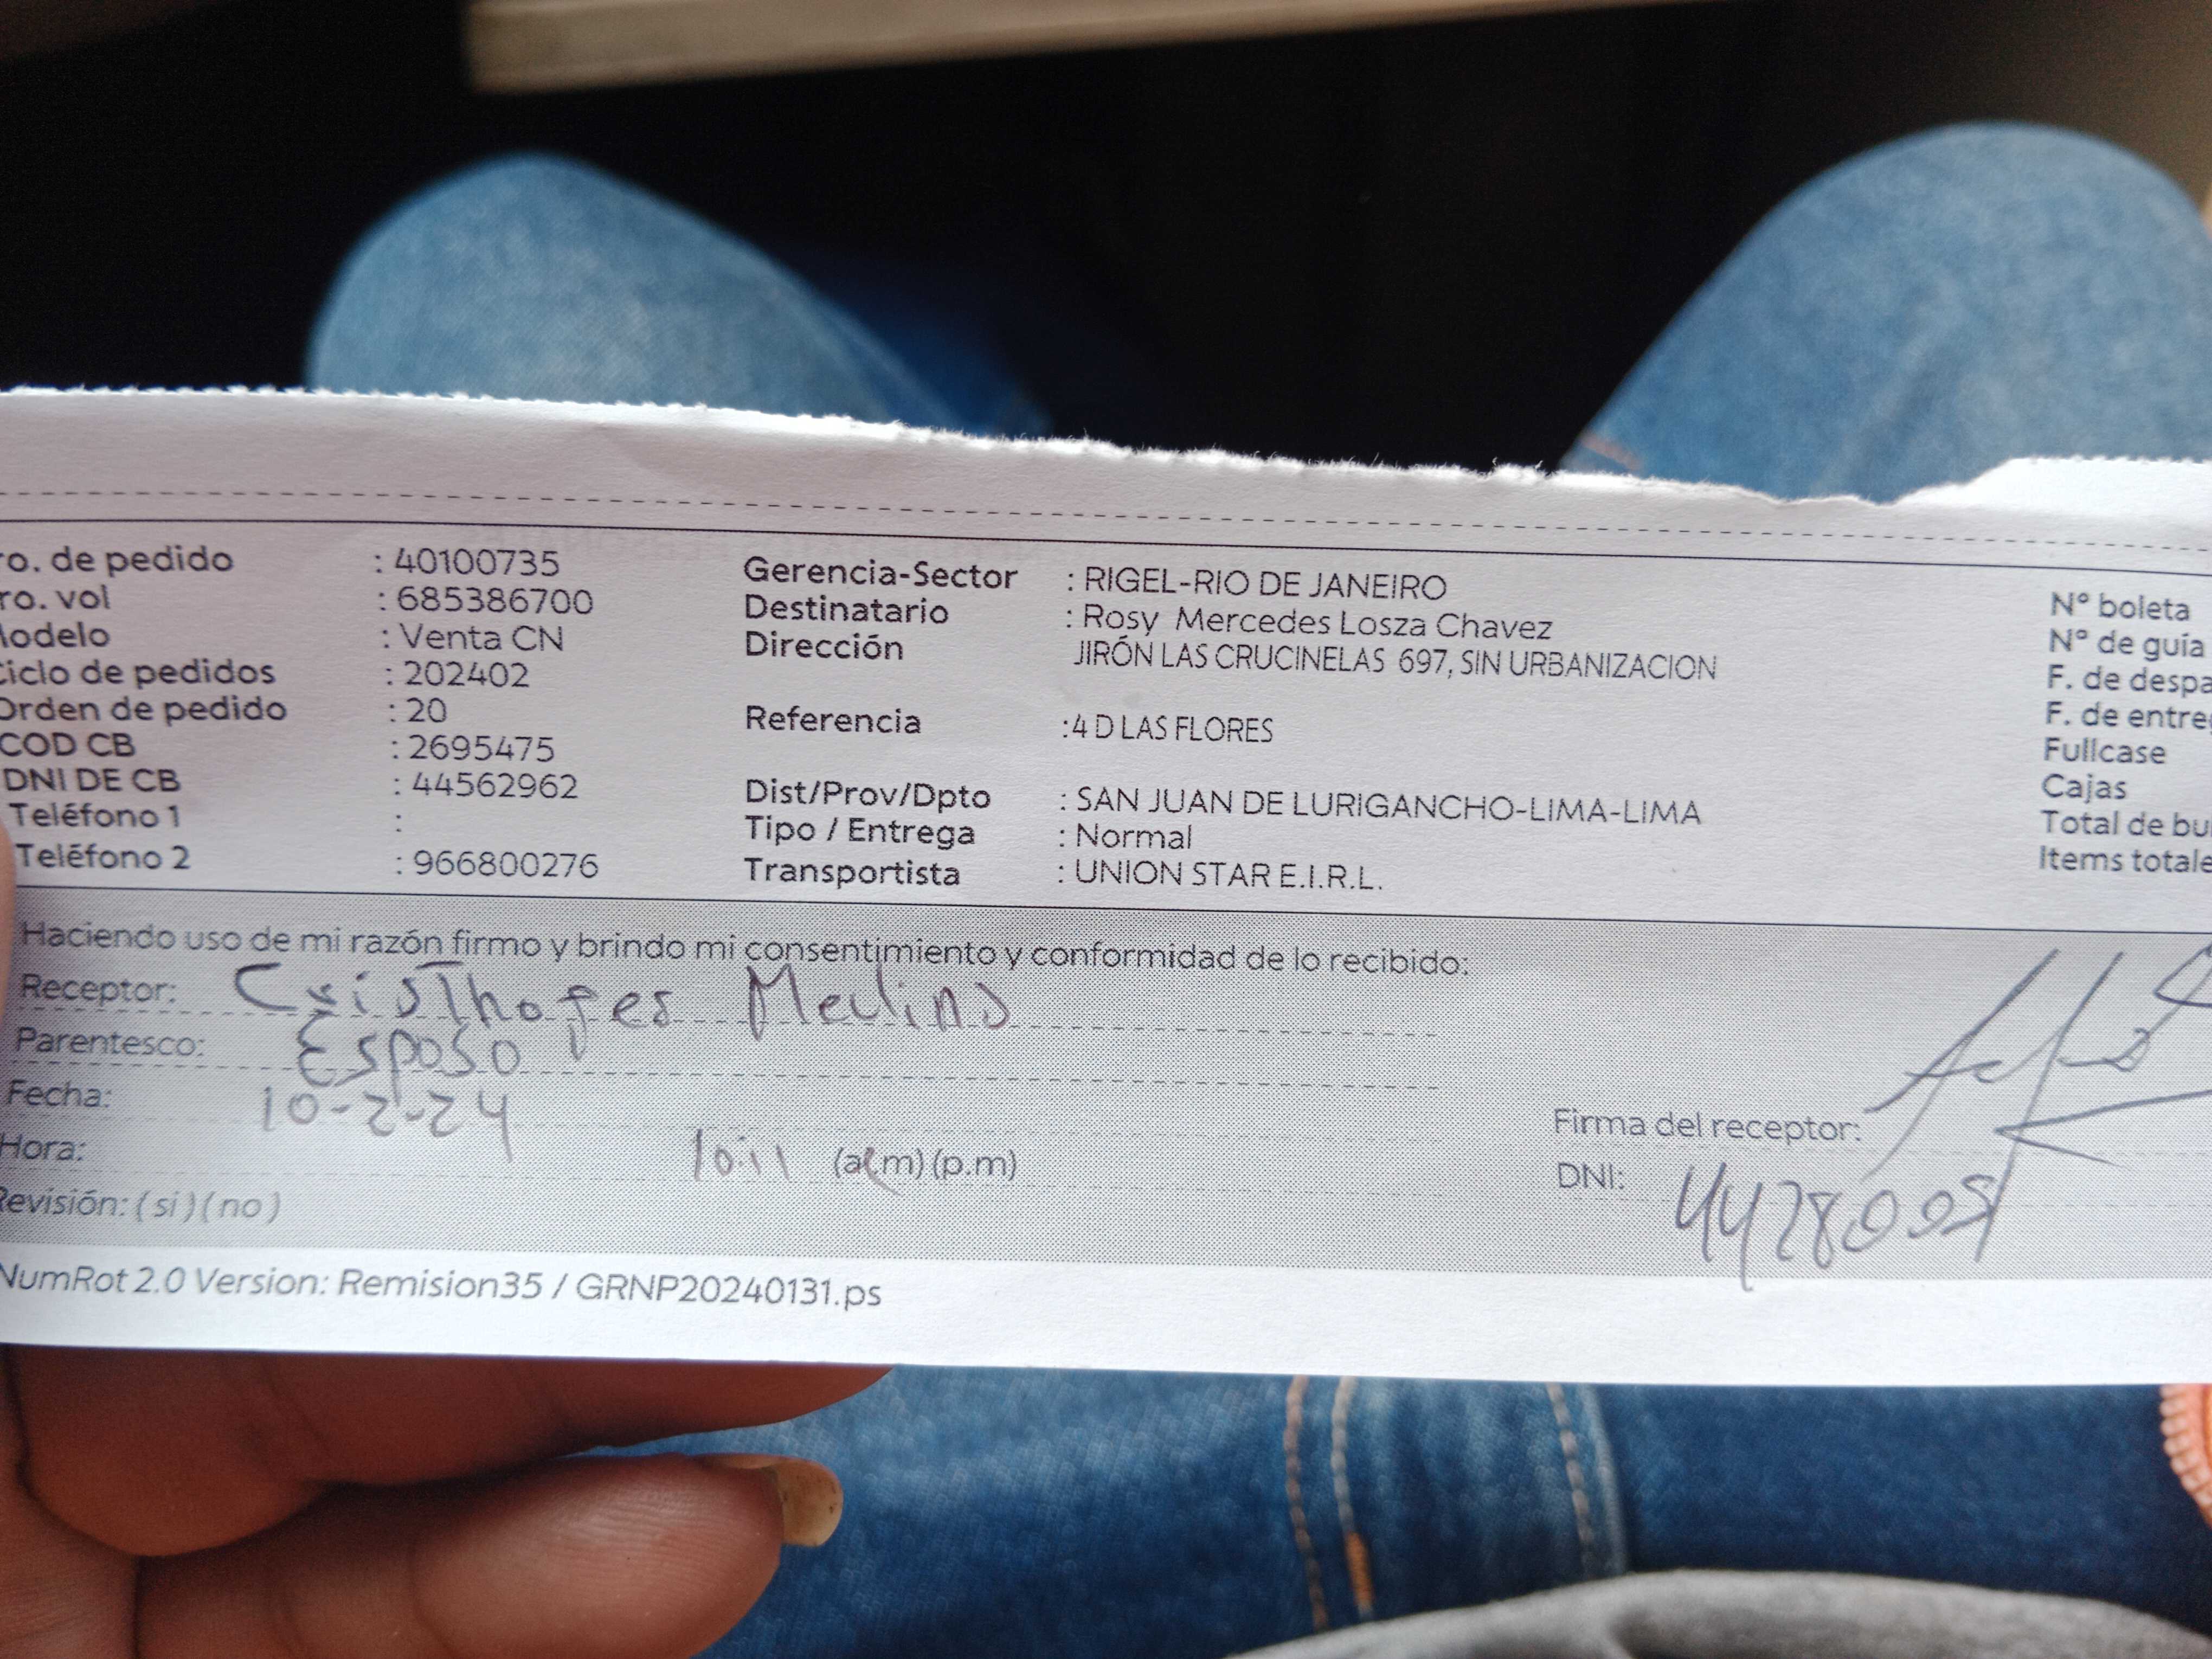 ro. de pedido : 40100735
ro. vol : 685386700
lodelo : Venta CN
Ciclo de pedidos : 202402
Orden de pedido : 20
COD CB : 2695475
DNI DE CB : 44562962
Teléfono 1 :
Teléfono 2 : 966800276
Gerencia-Sector : RIGEL-RIO DE JANEIRO
Destinatario : Rosy Mercedes Losza Chavez
Dirección JIRÓN LAS CRUCINELAS 697, SIN URBANIZACION
Referencia :4 D LAS FLORES
Dist/Prov/Dpto : SAN JUAN DE LURIGANCHO-LIMA-LIMA
Tipo / Entrega : Normal
Transportista : UNION STAR E.I.R.L.
N° boleta
N° de guía
F. de despa
F. de entre
Fullcase
Cajas
Total de bu
Items totale
Haciendo uso de mi razón firmo y brindo mi consentimiento y conformidad de lo recibido:
Receptor:
Parentesco: Esposo
Fecha: 10-2-24
Hora: 10:11 (a.m) (p.m)
Revisión: ( si ) ( no )
Firma del receptor:
DNI:
NumRot 2.0 Version: Remision35 / GRNP20240131.ps